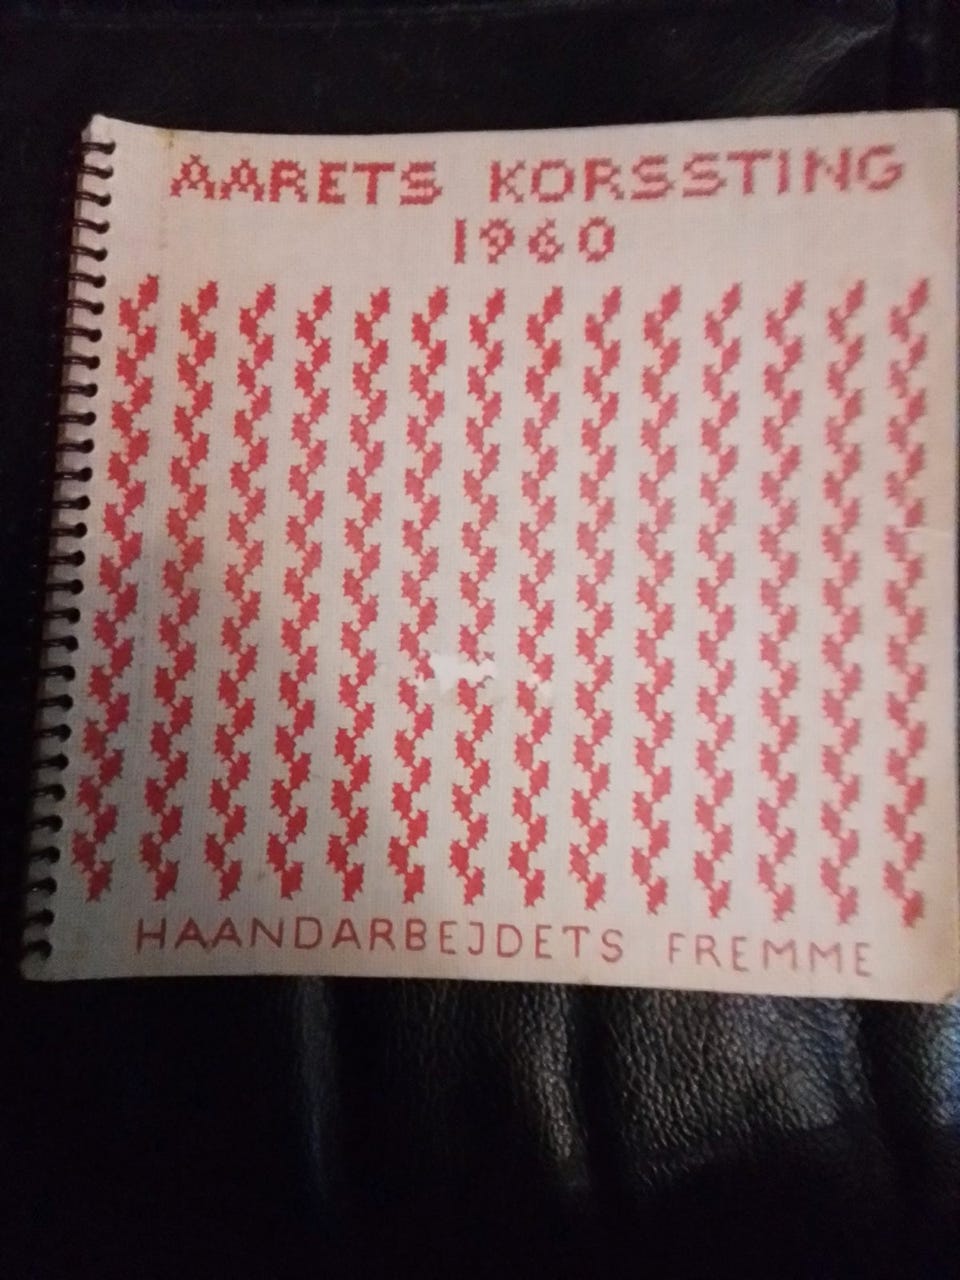 AARETS KORSSTING
1960
HAANDARBEJDETS FREMME